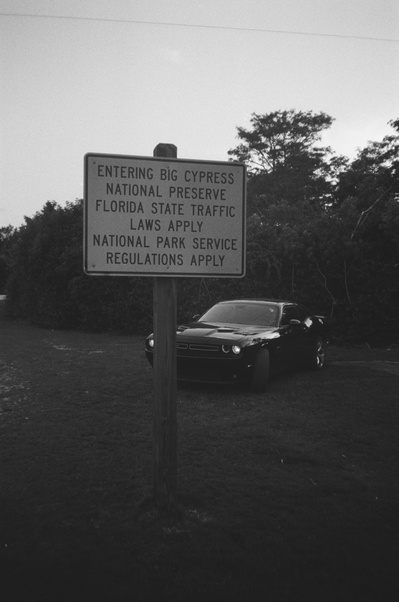 ENTERING BIG CYPRESS
NATIONAL PRESERVE
FLORIDA STATE TRAFFIC
LAWS APPLY
NATIONAL PARK SERVICE
REGULATIONS APPLY